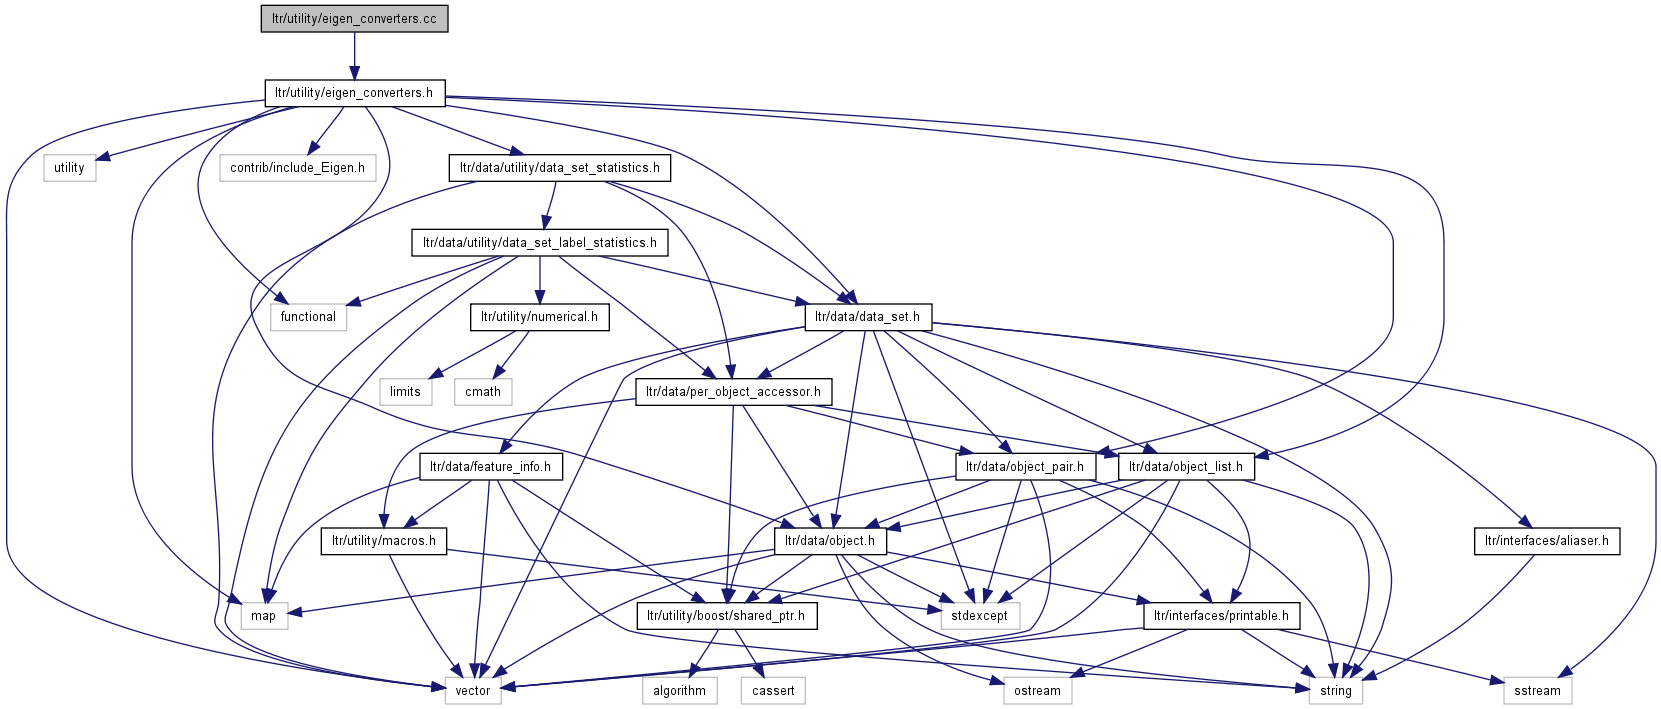 ltr/utility/eigen_converters.cc
ltr/utility/eigen_converters.h
utility
contrib/include_Eigen.h
ltr/data/utility/data_set_statistics.h
ltr/data/utility/data_set_label_statistics.h
functional
ltr/utility/numerical.h
ltr/data/data_set.h
limits
cmath
ltr/data/per_object_accessor.h
ltr/data/feature_info.h
ltr/data/object_pair.h
ltr/data/object_list.h
ltr/utility/macros.h
ltr/data/object.h
ltr/interfaces/aliaser.h
map
ltr/utility/boost/shared_ptr.h
stdexcept
ltr/interfaces/printable.h
vector
algorithm
cassert
ostream
string
sstream